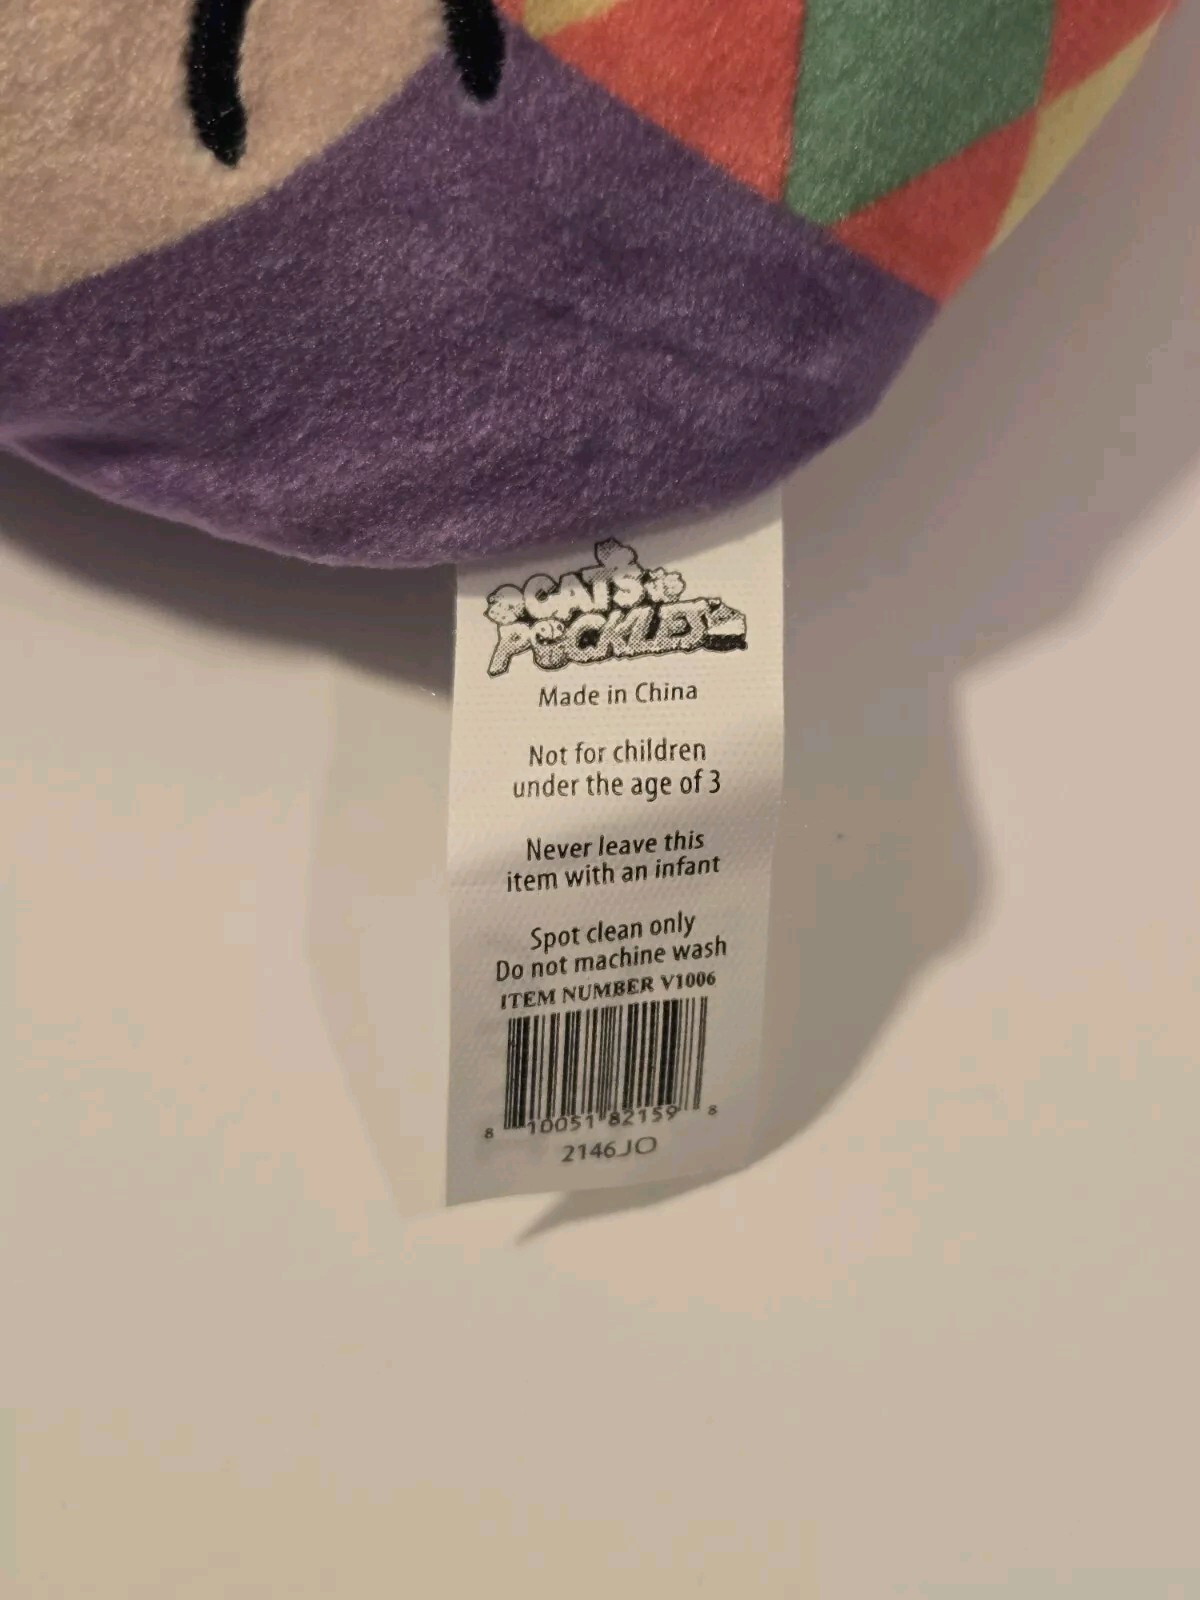 CATS VS
PICKLES
Made in China
Not for children
under the age of 3
Never leave this
item with an infant
Spot clean only
Do not machine wash
ITEM NUMBER V1006
8 10051 82159 8
2146JO